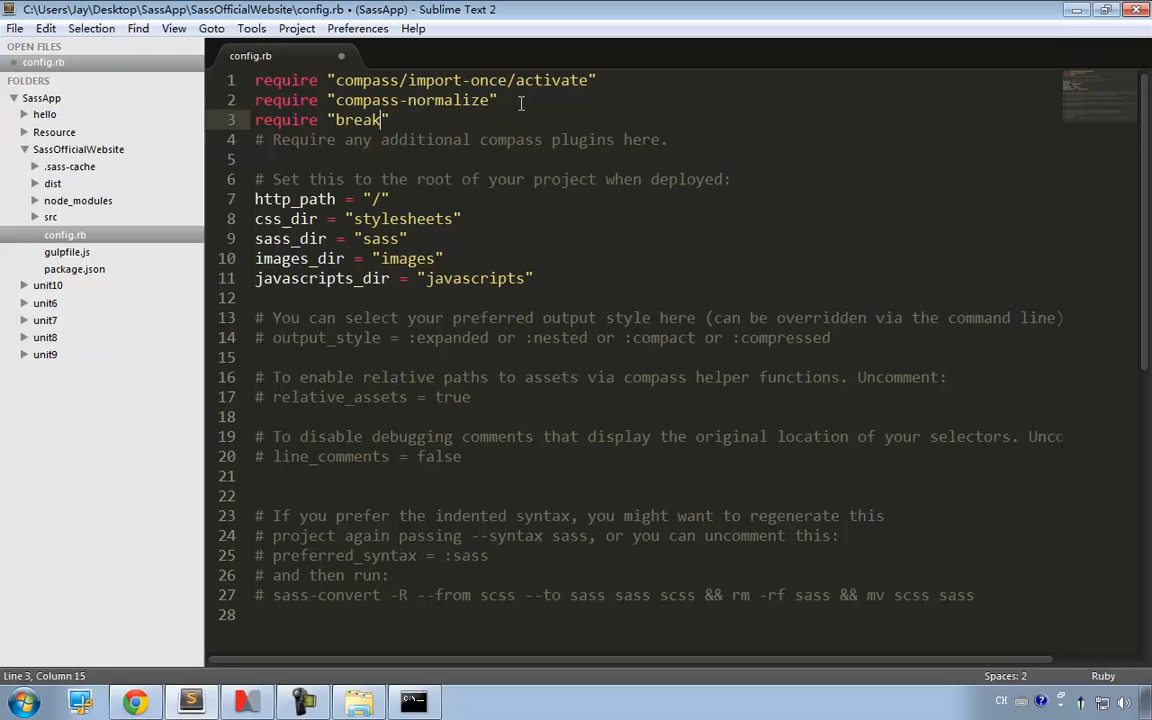 C:\Users\Jay\Desktop\SassApp\SassOfficialWebsite\config.rb • (SassApp) - Sublime Text 2
File Edit Selection Find View Goto Tools Project Preferences Help
OPEN FILES
config.rb
FOLDERS
SassApp
hello
Resource
SassOfficialWebsite
.sass-cache
dist
node_modules
src
config.rb
gulpfile.js
package.json
unit10
unit6
unit7
unit8
unit9
config.rb
1 require "compass/import-once/activate"
2 require "compass-normalize"
3 require "break"
4 # Require any additional compass plugins here.
5
6 # Set this to the root of your project when deployed:
7 http_path = "/"
8 css_dir = "stylesheets"
9 sass_dir = "sass"
10 images_dir = "images"
11 javascripts_dir = "javascripts"
12
13 # You can select your preferred output style here (can be overridden via the command line)
14 # output_style = :expanded or :nested or :compact or :compressed
15
16 # To enable relative paths to assets via compass helper functions. Uncomment:
17 # relative_assets = true
18
19 # To disable debugging comments that display the original location of your selectors. Unco
20 # line_comments = false
21
22
23 # If you prefer the indented syntax, you might want to regenerate this
24 # project again passing --syntax sass, or you can uncomment this:
25 # preferred_syntax = :sass
26 # and then run:
27 # sass-convert -R --from scss --to sass sass scss && rm -rf sass && mv scss sass
28
Line 3, Column 15
Spaces: 2
Ruby
CH